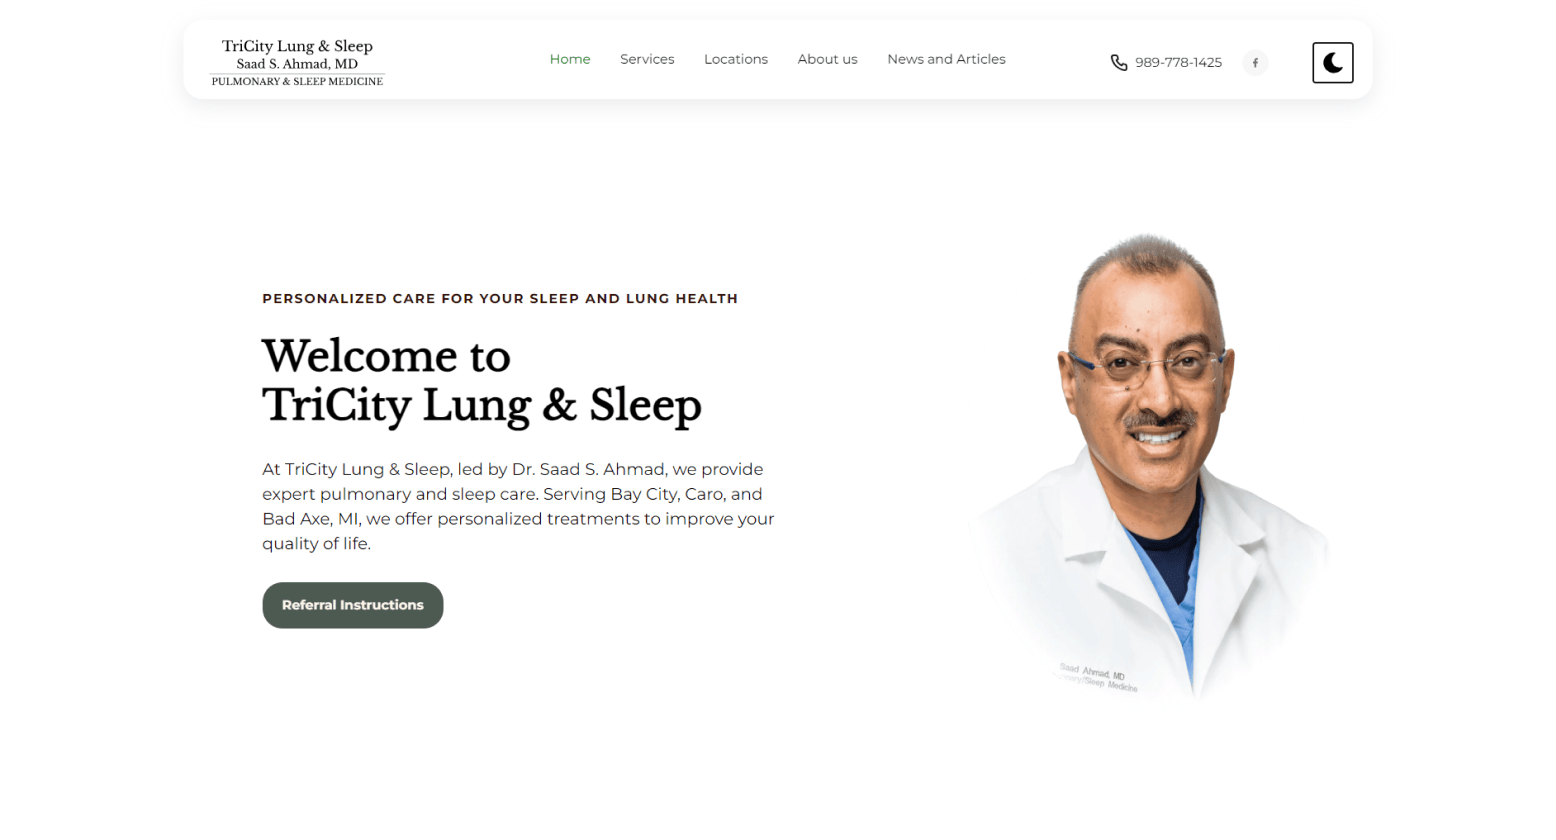 TriCity Lung & Sleep
Saad S. Ahmad, MD
PULMONARY & SLEEP MEDICINE
Home
Services
Locations
About us
News and Articles
989-778-1425
PERSONALIZED CARE FOR YOUR SLEEP AND LUNG HEALTH
Welcome to
TriCity Lung & Sleep
At TriCity Lung & Sleep, led by Dr. Saad S. Ahmad, we provide
expert pulmonary and sleep care. Serving Bay City, Caro, and
Bad Axe, MI, we offer personalized treatments to improve your
quality of life.
Referral Instructions
Saad Ahmad, MD
/Sleep Medicine